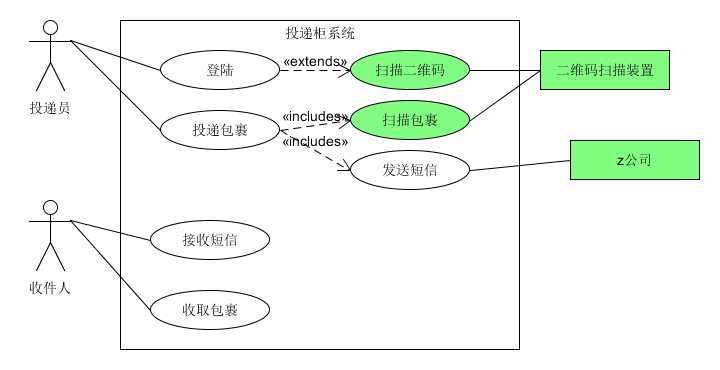 投递柜系统
登陆
«extends»
扫描二维码
二维码扫描装置
投递员
投递包裹
«includes»
扫描包裹
«includes»
发送短信
z公司
接收短信
收件人
收取包裹